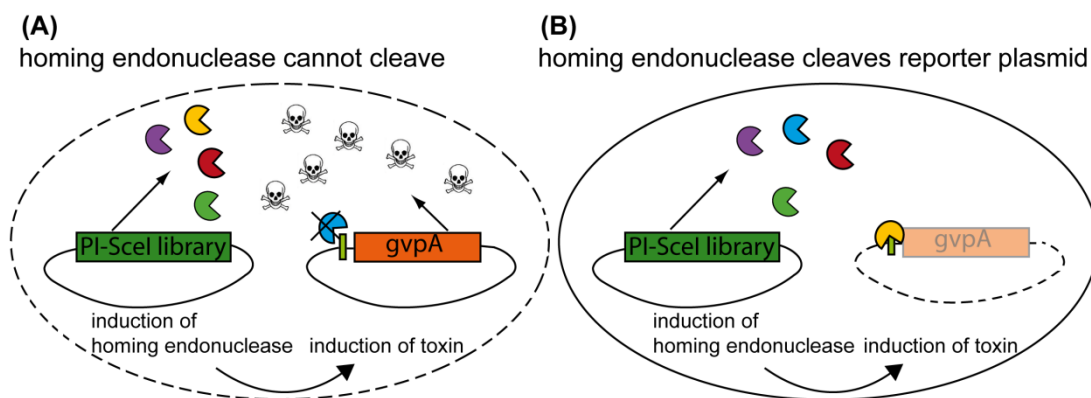 (A)
homing endonuclease cannot cleave
PI-SceI library
gvpA
induction of
homing endonuclease
induction of toxin
(B)
homing endonuclease cleaves reporter plasmid
PI-SceI library
gvpA
induction of
homing endonuclease
induction of toxin